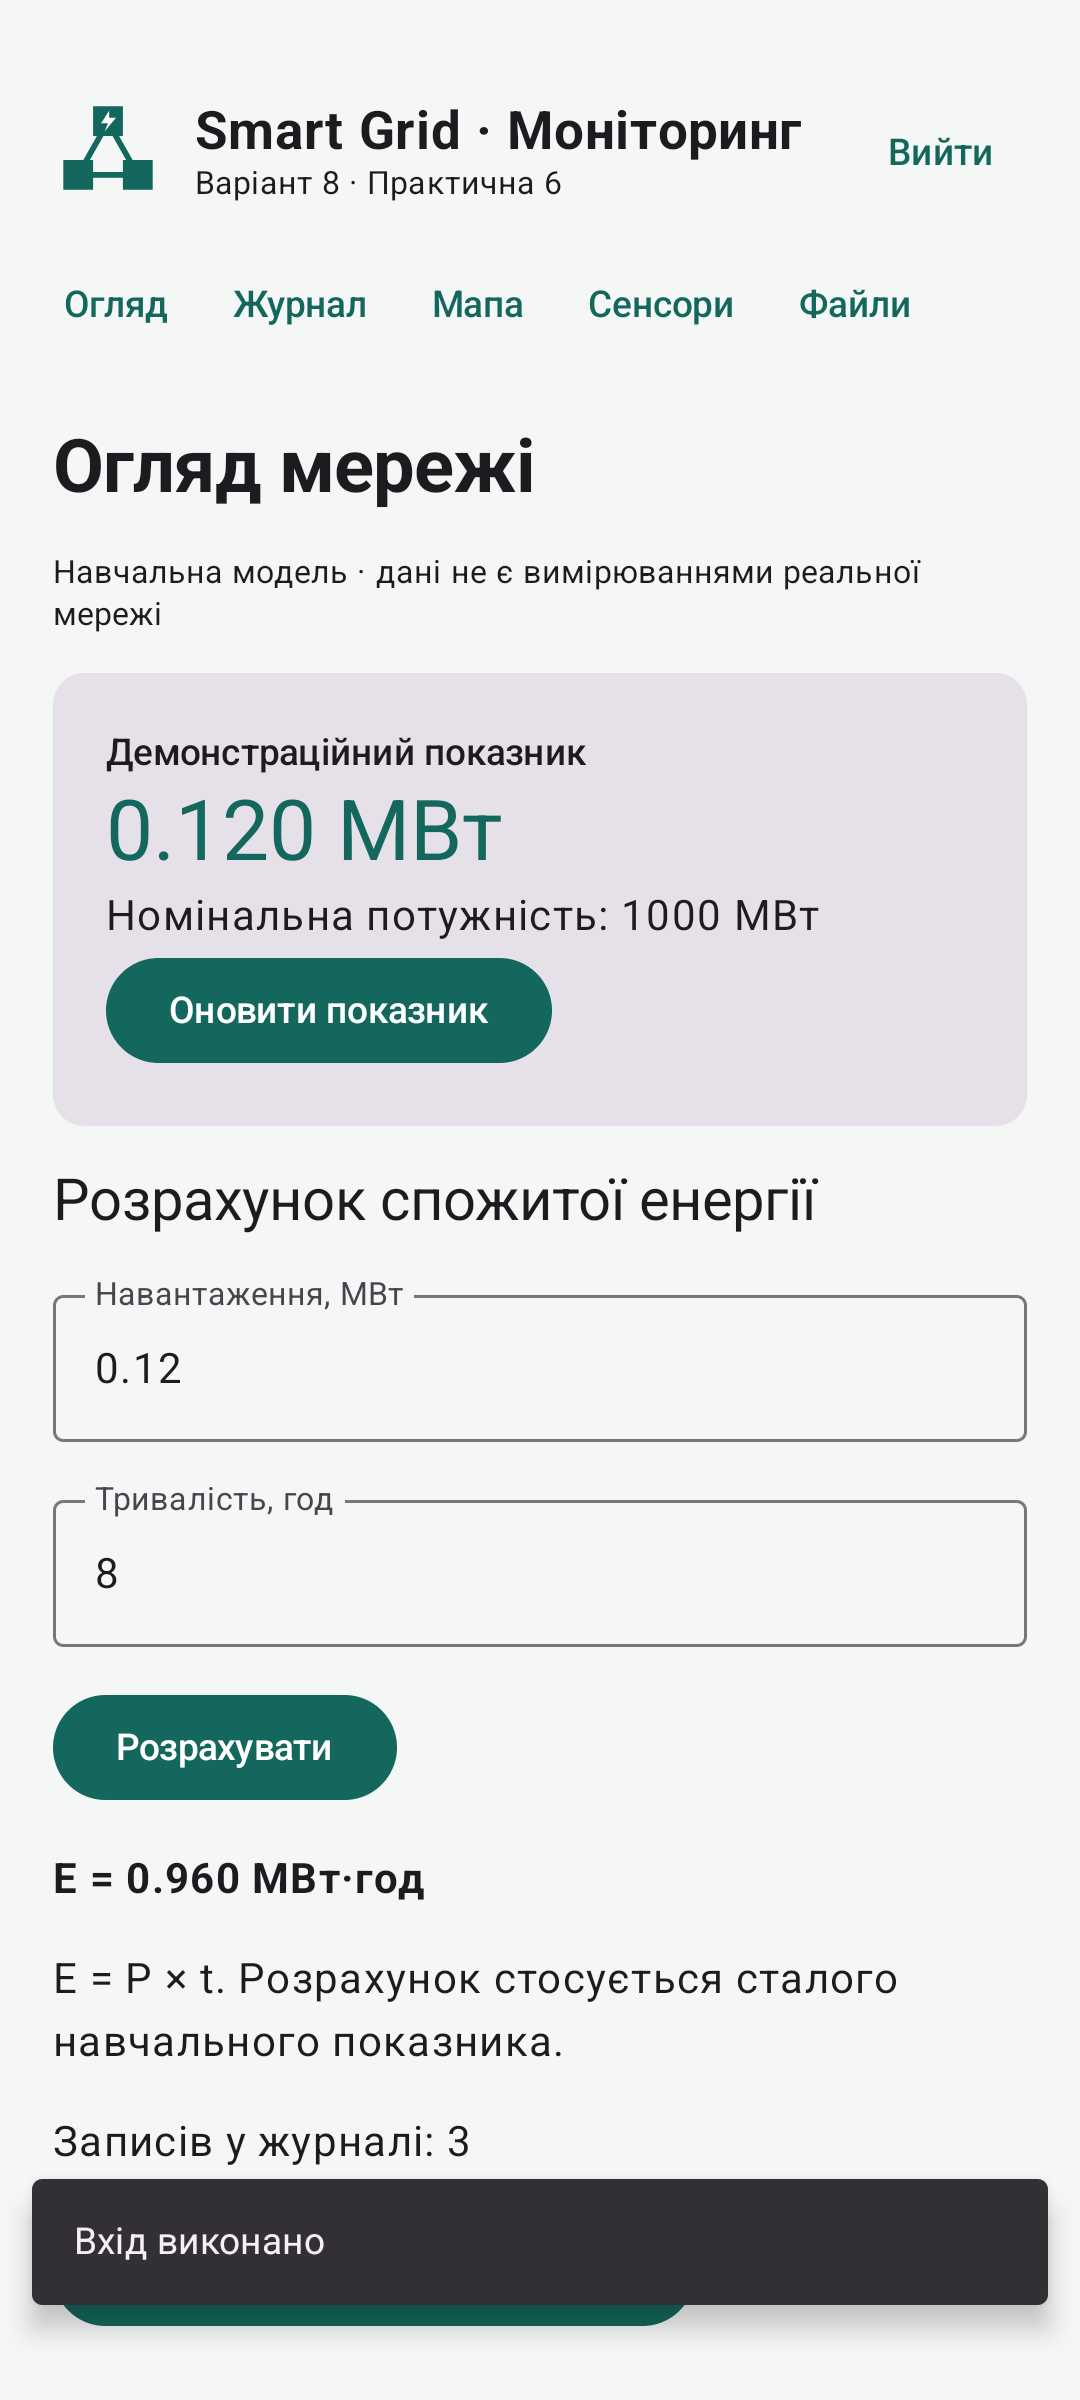 Smart Grid · Моніторинг
Варіант 8 · Практична 6
Вийти
Огляд
Журнал
Мапа
Сенсори
Файли
Огляд мережі
Навчальна модель · дані не є вимірюваннями реальної
мережі
Демонстраційний показник
0.120 МВт
Номінальна потужність: 1000 МВт
Оновити показник
Розрахунок спожитої енергії
Навантаження, МВт
0.12
Тривалість, год
8
Розрахувати
E = 0.960 МВт·год
E = P × t. Розрахунок стосується сталого
навчального показника.
Записів у журналі: 3
Вхід виконано